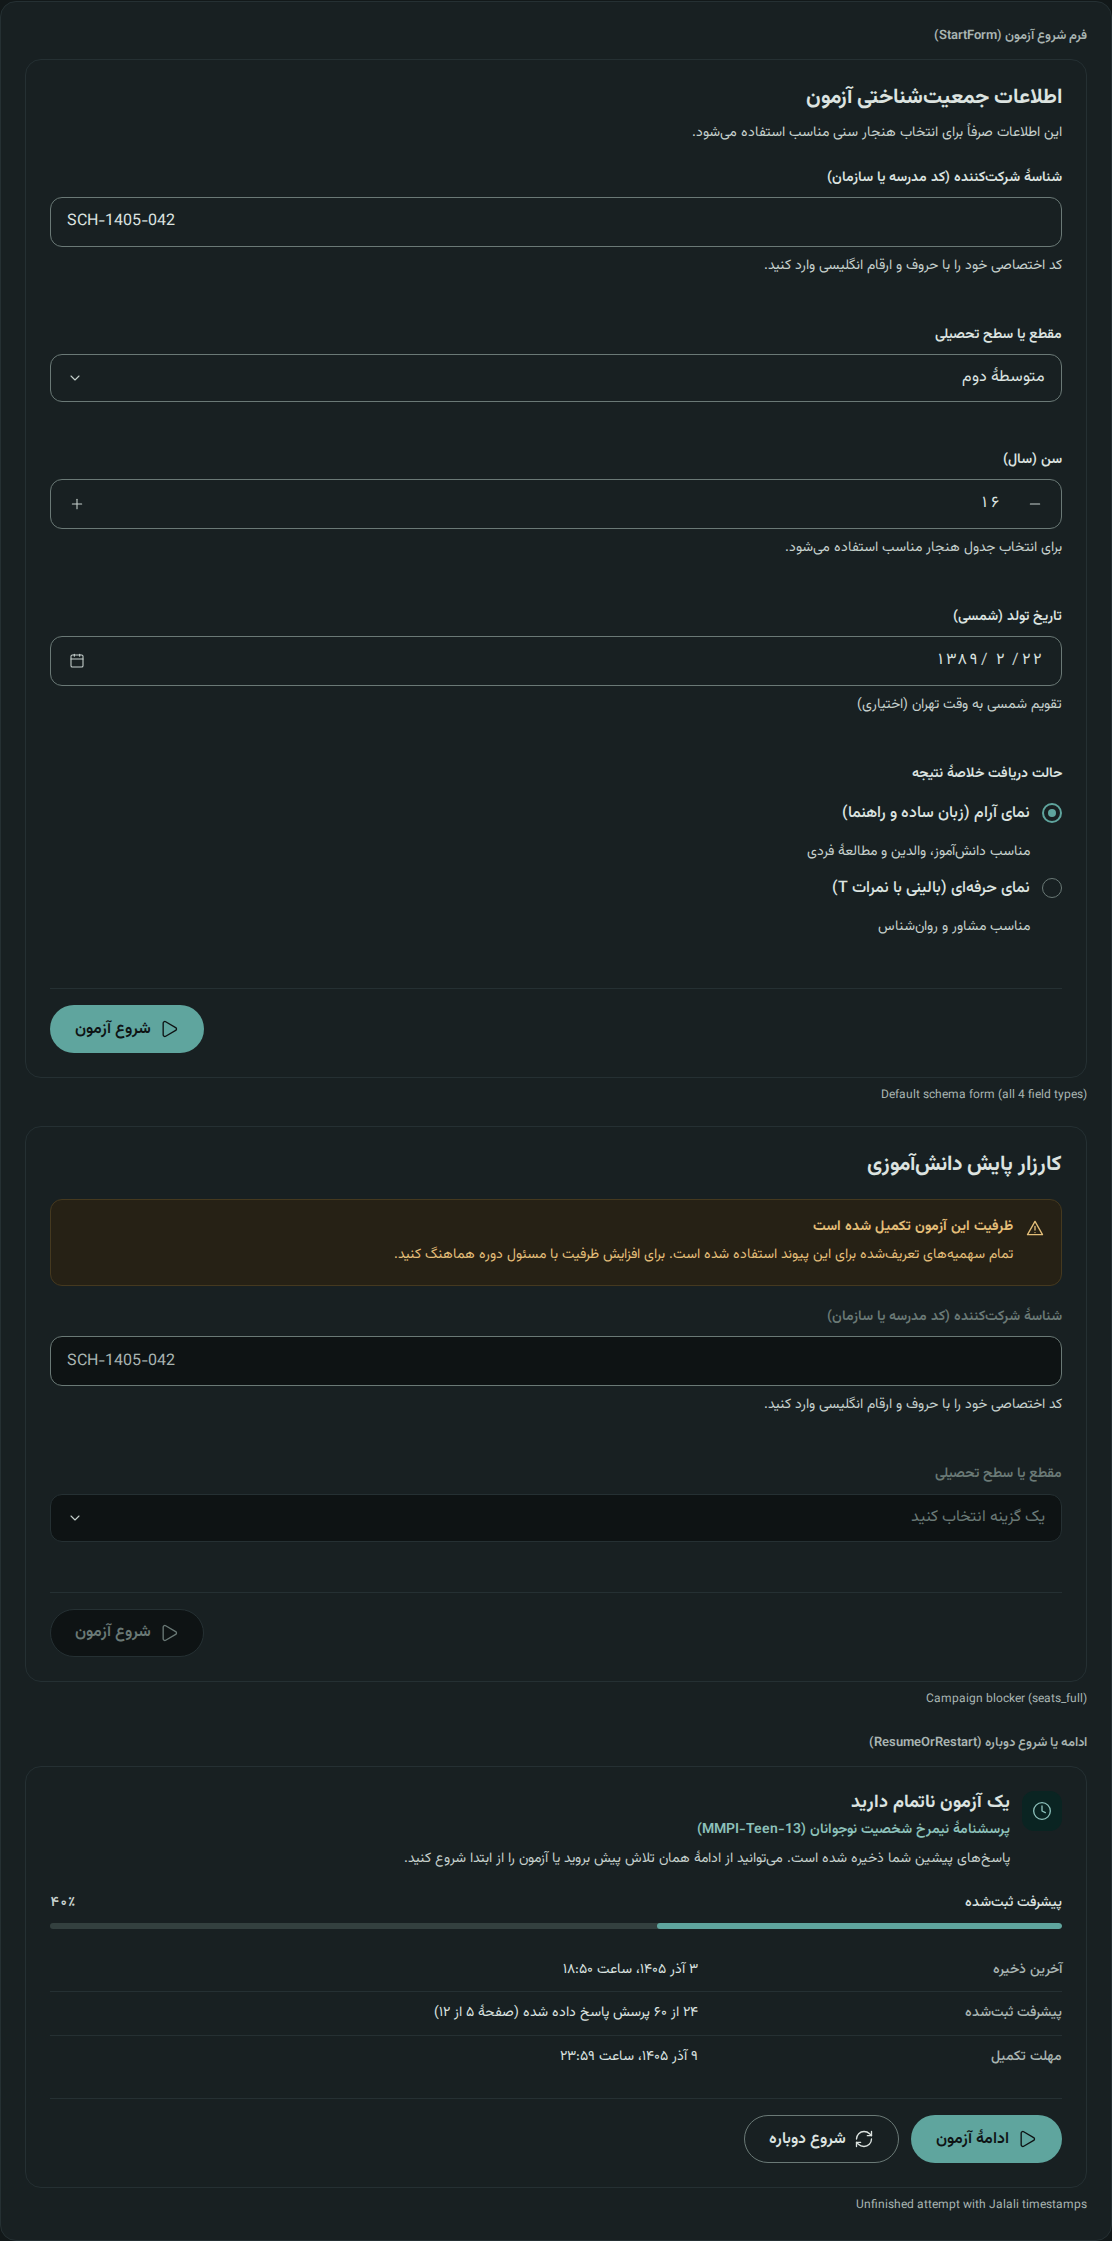 فرم شروع آزمون (StartForm)
اطلاعات جمعیت‌شناختی آزمون
این اطلاعات صرفاً برای انتخاب هنجار سنی مناسب استفاده می‌شود.
شناسهٔ شرکت‌کننده (کد مدرسه یا سازمان)
SCH-1405-042
کد اختصاصی خود را با حروف و ارقام انگلیسی وارد کنید.
مقطع یا سطح تحصیلی
متوسطهٔ دوم
سن (سال)
۱۶
برای انتخاب جدول هنجار مناسب استفاده می‌شود.
تاریخ تولد (شمسی)
۱۳۸۹/ ۲ /۲۲
تقویم شمسی به وقت تهران (اختیاری)
حالت دریافت خلاصهٔ نتیجه
نمای آرام (زبان ساده و راهنما)
مناسب دانش‌آموز، والدین و مطالعهٔ فردی
نمای حرفه‌ای (بالینی با نمرات T)
مناسب مشاور و روان‌شناس
شروع آزمون
Default schema form (all 4 field types)
کارزار پایش دانش‌آموزی
ظرفیت این آزمون تکمیل شده است
تمام سهمیه‌های تعریف‌شده برای این پیوند استفاده شده است. برای افزایش ظرفیت با مسئول دوره هماهنگ کنید.
شناسهٔ شرکت‌کننده (کد مدرسه یا سازمان)
SCH-1405-042
کد اختصاصی خود را با حروف و ارقام انگلیسی وارد کنید.
مقطع یا سطح تحصیلی
یک گزینه انتخاب کنید
شروع آزمون
Campaign blocker (seats_full)
ادامه یا شروع دوباره (ResumeOrRestart)
یک آزمون ناتمام دارید
پرسشنامهٔ نیمرخ شخصیت نوجوانان (MMPI-Teen-13)
پاسخ‌های پیشین شما ذخیره شده است. می‌توانید از ادامهٔ همان تلاش پیش بروید یا آزمون را از ابتدا شروع کنید.
پیشرفت ثبت‌شده
۴۰٪
آخرین ذخیره
۳ آذر ۱۴۰۵، ساعت ۱۸:۵۰
پیشرفت ثبت‌شده
۲۴ از ۶۰ پرسش پاسخ داده شده (صفحهٔ ۵ از ۱۲)
مهلت تکمیل
۹ آذر ۱۴۰۵، ساعت ۲۳:۵۹
ادامهٔ آزمون
شروع دوباره
Unfinished attempt with Jalali timestamps